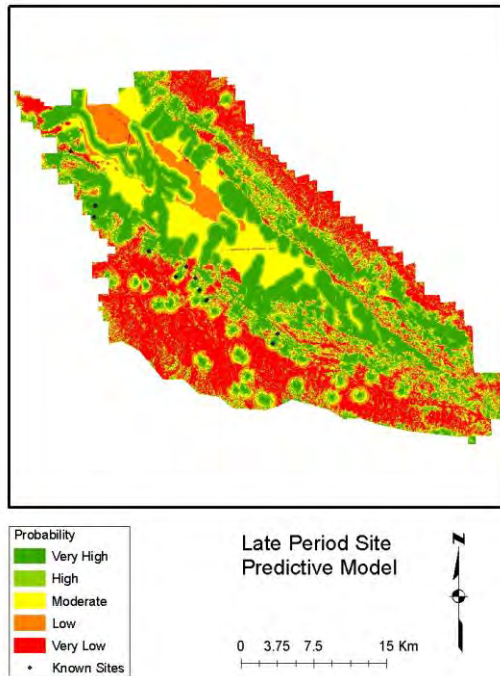 Probability
Very High
High
Moderate
Low
Very Low
Known Sites
Late Period Site
Predictive Model
N
0 3.75 7.5 15 Km